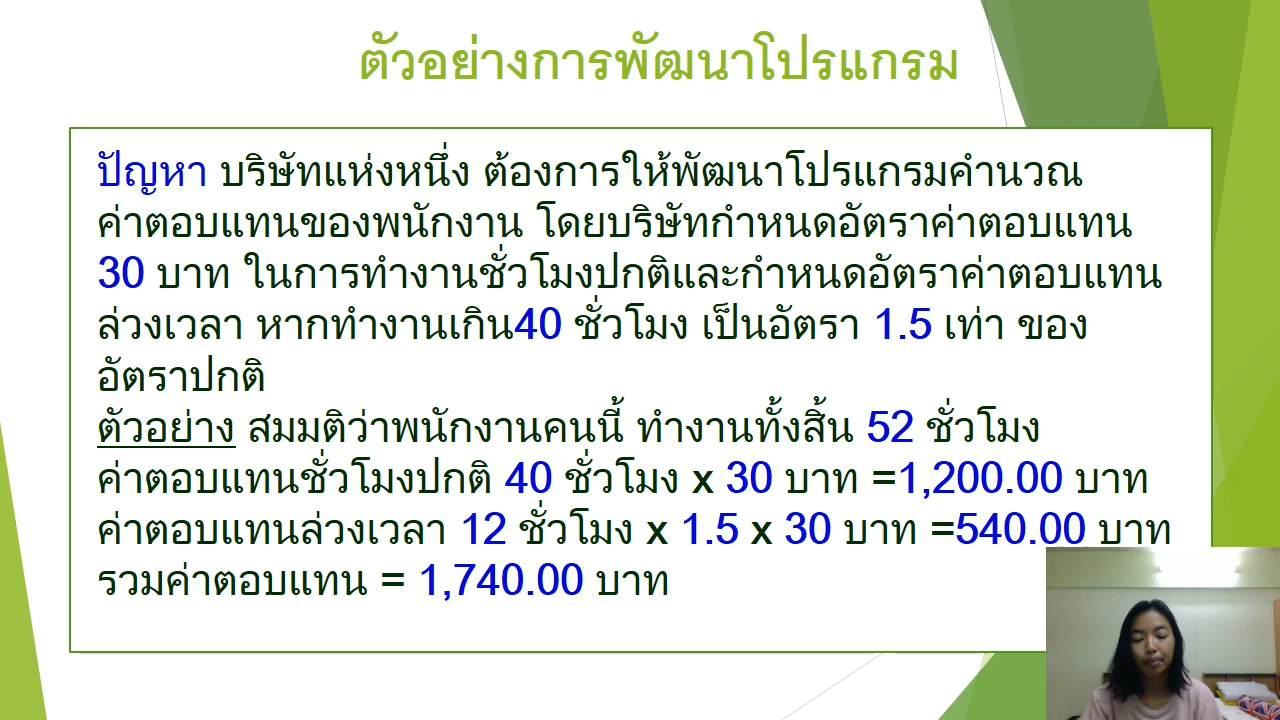 ตัวอย่างการพัฒนาโปรแกรม
ปัญหา บริษัทแห่งหนึ่ง ต้องการให้พัฒนาโปรแกรมคำนวณ
ค่าตอบแทนของพนักงาน โดยบริษัทกำหนดอัตราค่าตอบแทน
30 บาท ในการทำงานชั่วโมงปกติและกำหนดอัตราค่าตอบแทน
ล่วงเวลา หากทำงานเกิน40 ชั่วโมง เป็นอัตรา 1.5 เท่า ของ
อัตราปกติ
ตัวอย่าง สมมติว่าพนักงานคนนี้ ทำงานทั้งสิ้น 52 ชั่วโมง
ค่าตอบแทนชั่วโมงปกติ 40 ชั่วโมง x 30 บาท =1,200.00 บาท
ค่าตอบแทนล่วงเวลา 12 ชั่วโมง x 1.5 x 30 บาท =540.00 บาท
รวมค่าตอบแทน = 1,740.00 บาท